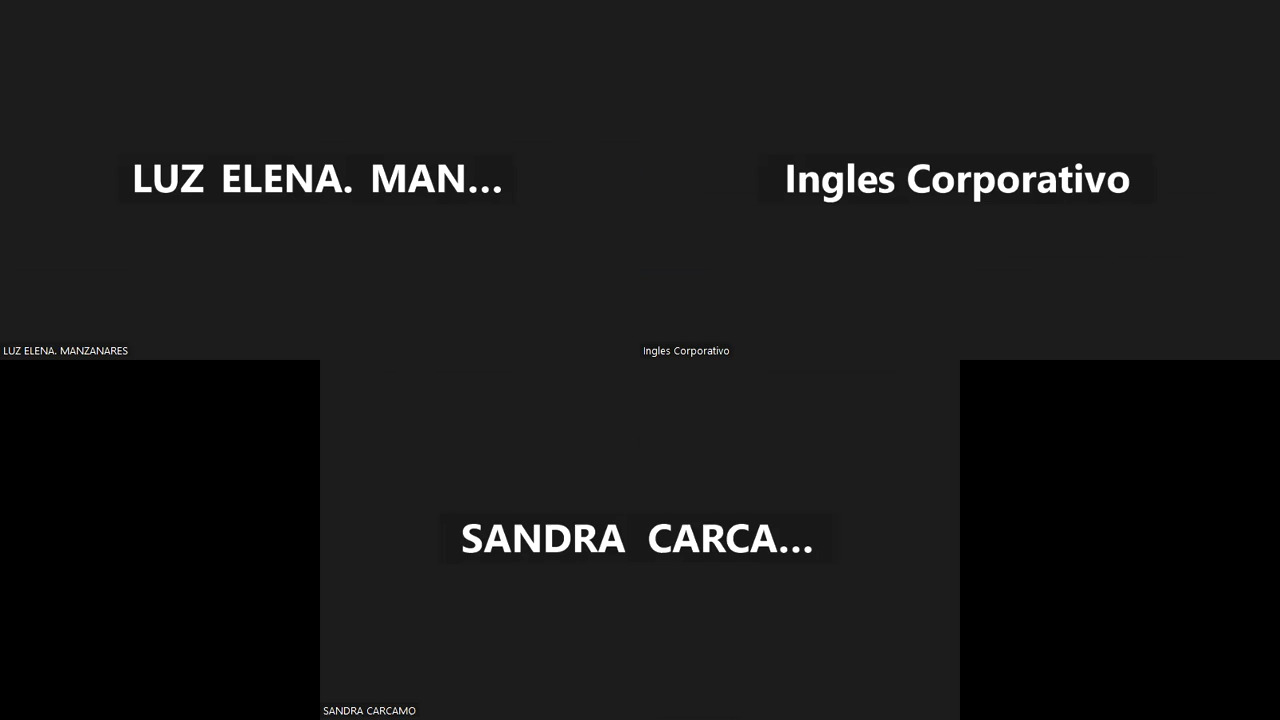 LUZ ELENA. MAN...
Ingles Corporativo
LUZ ELENA. MANZANARES
Ingles Corporativo
SANDRA CARCA...
SANDRA CARCAMO